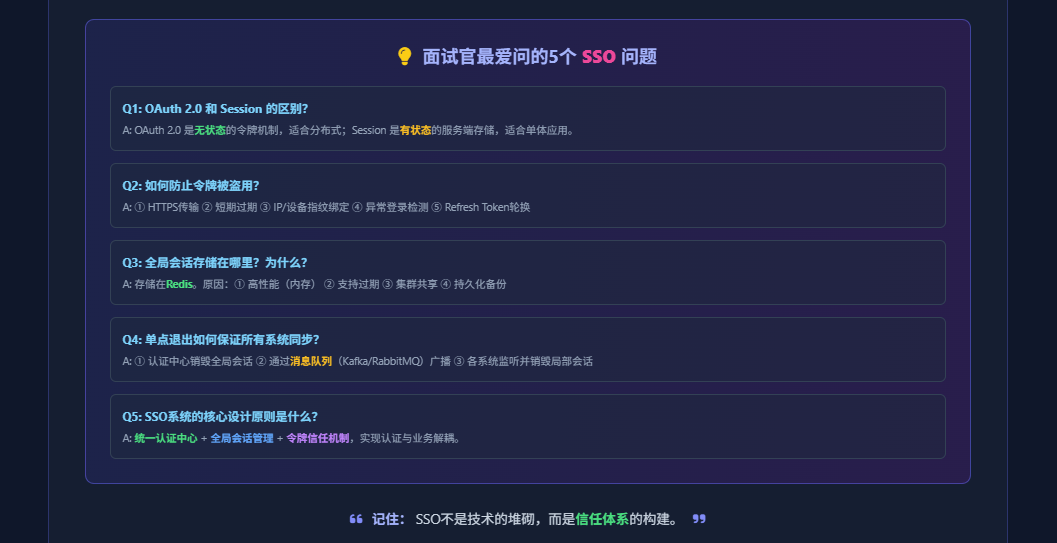 面试官最爱问的5个 SSO 问题
Q1: OAuth 2.0 和 Session 的区别？
A: OAuth 2.0 是无状态的令牌机制，适合分布式；Session 是有状态的服务端存储，适合单体应用。
Q2: 如何防止令牌被盗用？
A: ① HTTPS传输 ② 短期过期 ③ IP/设备指纹绑定 ④ 异常登录检测 ⑤ Refresh Token轮换
Q3: 全局会话存储在哪里？为什么？
A: 存储在Redis。原因：① 高性能（内存） ② 支持过期 ③ 集群共享 ④ 持久化备份
Q4: 单点退出如何保证所有系统同步？
A: ① 认证中心销毁全局会话 ② 通过消息队列（Kafka/RabbitMQ）广播 ③ 各系统监听并销毁局部会话
Q5: SSO系统的核心设计原则是什么？
A: 统一认证中心 + 全局会话管理 + 令牌信任机制，实现认证与业务解耦。
“ 记住： SSO不是技术的堆砌，而是信任体系的构建。 ”